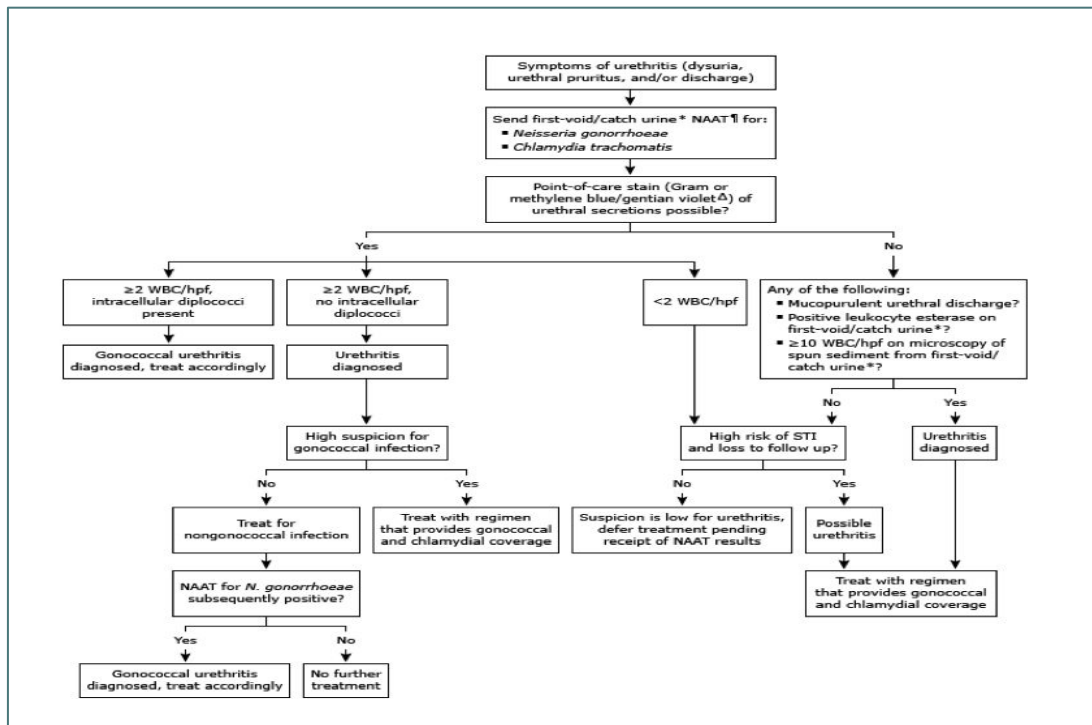 Symptoms of urethritis (dysuria,
urethral pruritus, and/or discharge)
Send first-void/catch urine* NAAT¶ for:
▪ Neisseria gonorrhoeae
▪ Chlamydia trachomatis
Point-of-care stain (Gram or
methylene blue/gentian violetΔ) of
urethral secretions possible?
Yes
No
≥2 WBC/hpf,
intracellular diplococci
present
≥2 WBC/hpf,
no intracellular
diplococci
<2 WBC/hpf
Any of the following:
▪ Mucopurulent urethral discharge?
▪ Positive leukocyte esterase on
first-void/catch urine*?
▪ ≥10 WBC/hpf on microscopy of
spun sediment from first-void/
catch urine*?
Gonococcal urethritis
diagnosed, treat accordingly
Urethritis
diagnosed
No
Yes
High suspicion for
gonococcal infection?
High risk of STI
and loss to follow up?
Urethritis
diagnosed
No
Yes
No
Yes
Treat for
nongonococcal infection
Treat with regimen
that provides gonococcal
and chlamydial coverage
Suspicion is low for urethritis,
defer treatment pending
receipt of NAAT results
Possible
urethritis
NAAT for N. gonorrhoeae
subsequently positive?
Treat with regimen
that provides gonococcal
and chlamydial coverage
Yes
No
Gonococcal urethritis
diagnosed, treat accordingly
No further
treatment